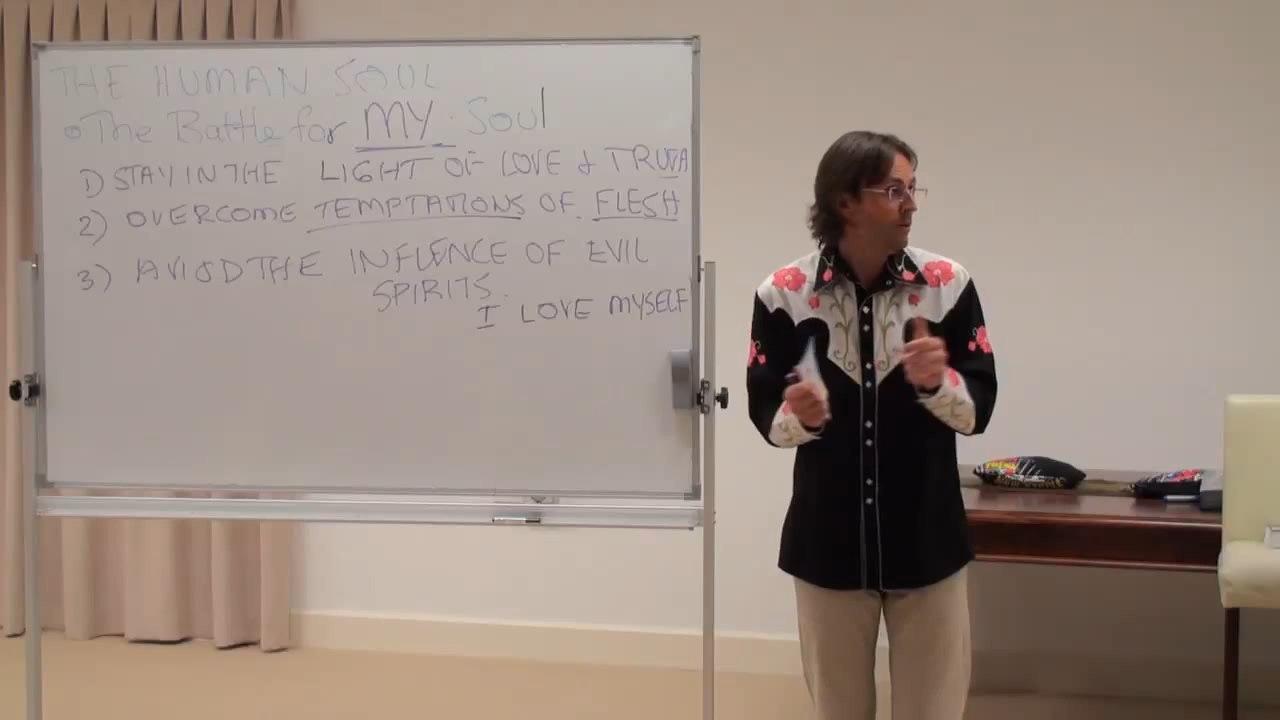 THE HUMAN SOUL
• The Battle for MY Soul
1) STAY IN THE LIGHT OF LOVE & TRUTH
2) OVERCOME TEMPTATIONS OF FLESH
3) AVIOD THE INFLENCE OF EVIL
SPIRITS.
I LOVE MYSELF